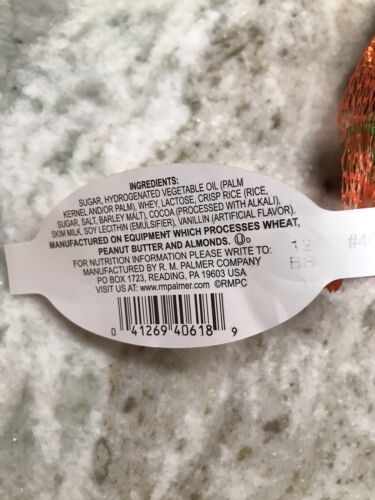 INGREDIENTS:
SUGAR, HYDROGENATED VEGETABLE OIL (PALM
KERNEL AND/OR PALM), WHEY, LACTOSE, CRISP RICE (RICE,
SUGAR, SALT, BARLEY MALT), COCOA (PROCESSED WITH ALKALI),
SKIM MILK, SOY LECITHIN (EMULSIFIER), VANILLIN (ARTIFICIAL FLAVOR).
MANUFACTURED ON EQUIPMENT WHICH PROCESSES WHEAT,
PEANUT BUTTER AND ALMONDS. UD
FOR NUTRITION INFORMATION PLEASE WRITE TO:
MANUFACTURED BY R. M. PALMER COMPANY
PO BOX 1723, READING, PA 19603 USA
VISIT US AT: www.rmpalmer.com ©RMPC
0 41269 40618 9
12